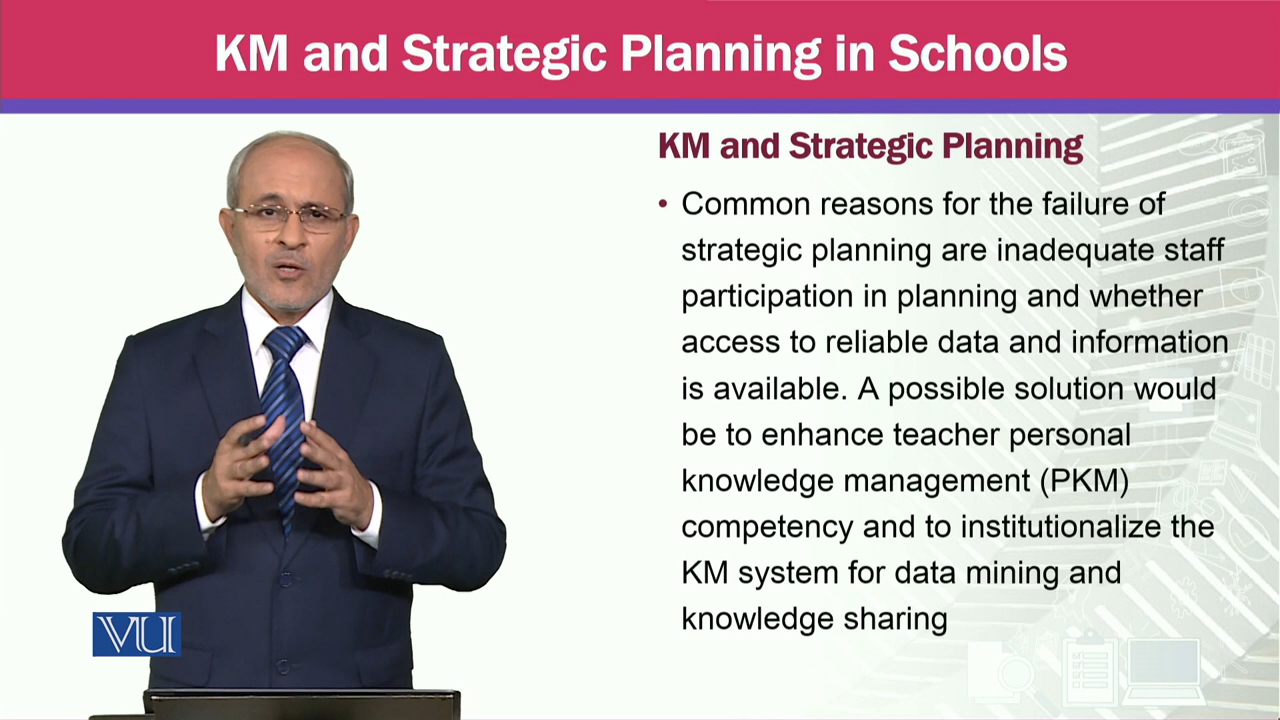 KM and Strategic Planning in Schools
KM and Strategic Planning
• Common reasons for the failure of
strategic planning are inadequate staff
participation in planning and whether
access to reliable data and information
is available. A possible solution would
be to enhance teacher personal
knowledge management (PKM)
competency and to institutionalize the
KM system for data mining and
knowledge sharing
VU